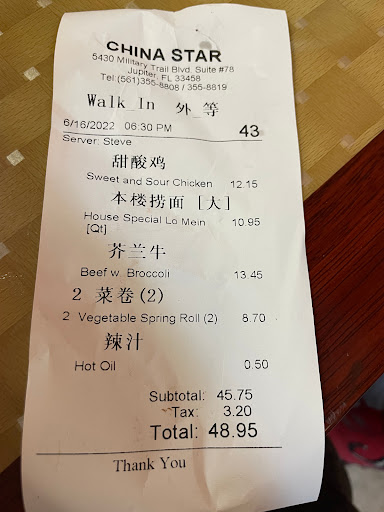 CHINA STAR
5430 Military Trail Blvd. Suite #78
Jupiter, FL 33458
Tel:(561)355-8808 / 355-8819
Walk_In 外_等
6/16/2022 06:30 PM 43
Server: Steve
甜酸鸡
Sweet and Sour Chicken 12.15
本楼捞面 [大]
House Special Lo Mein 10.95
[Qt]
芥兰牛
Beef w. Broccoli 13.45
2 菜卷(2)
2 Vegetable Spring Roll (2) 8.70
辣汁
Hot Oil 0.50
Subtotal: 45.75
Tax: 3.20
Total: 48.95
Thank You